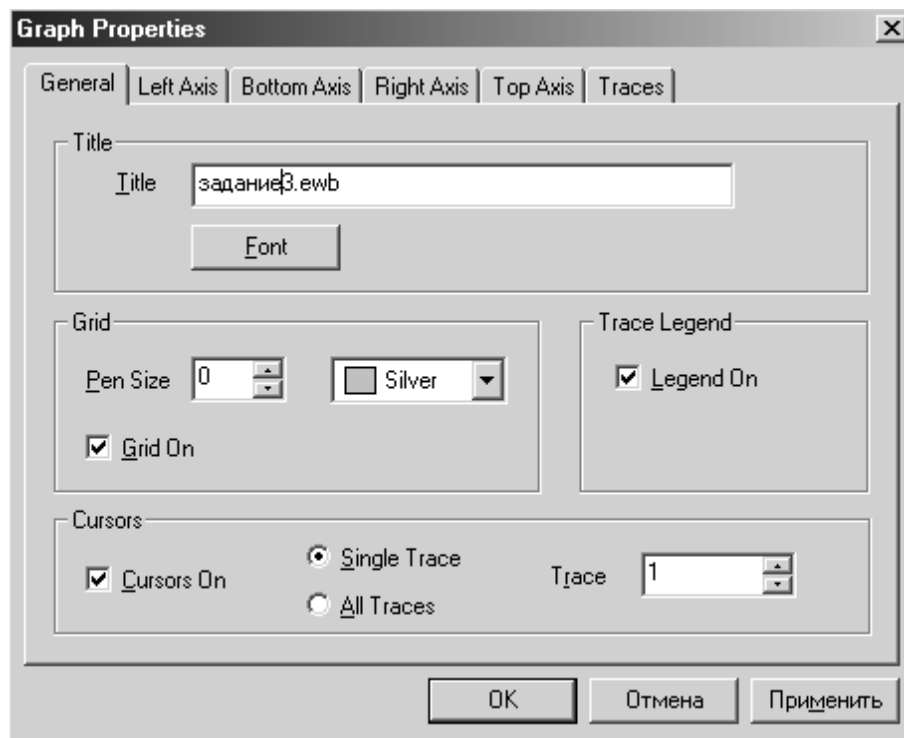 Graph Properties
General Left Axis Bottom Axis Right Axis Top Axis Traces
Title
Title задание3.ewb
Font
Grid
Pen Size 0 Silver
Grid On
Trace Legend
Legend On
Cursors
Cursors On
Single Trace
All Traces
Trace 1
OK Отмена Применить